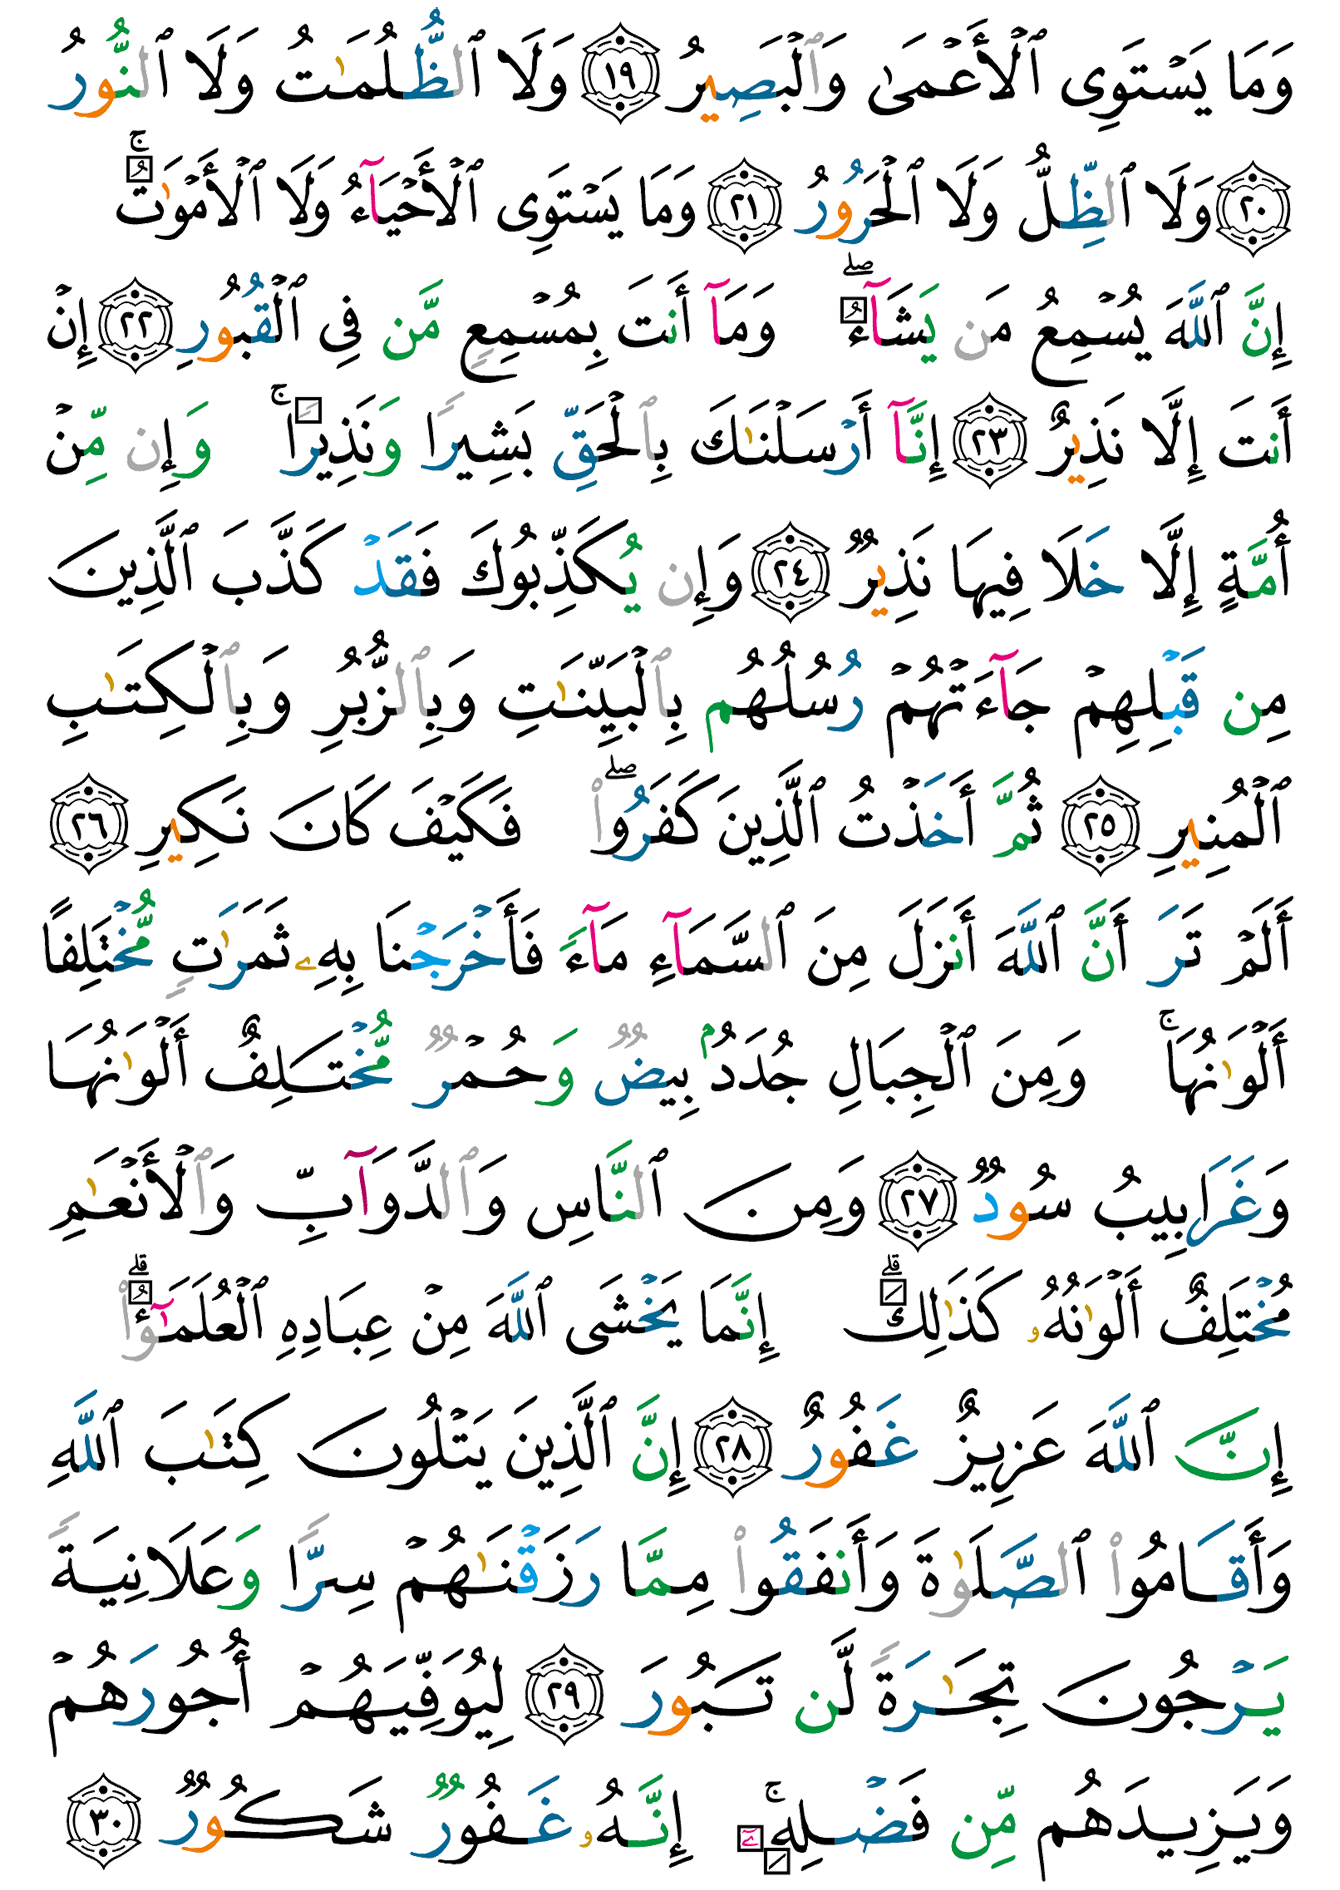 وَمَا يَسۡتَوِي ٱلۡأَعۡمَىٰ وَٱلۡبَصِيرُ ١٩ وَلَا ٱلظُّلُمَٰتُ وَلَا ٱلنُّورُ
٢٠ وَلَا ٱلظِّلُّ وَلَا ٱلۡحَرُورُ ٢١ وَمَا يَسۡتَوِي ٱلۡأَحۡيَآءُ وَلَا ٱلۡأَمۡوَٰتُۚ
إِنَّ ٱللَّهَ يُسۡمِعُ مَن يَشَآءُۖ وَمَآ أَنتَ بِمُسۡمِعٖ مَّن فِي ٱلۡقُبُورِ ٢٢ إِنۡ
أَنتَ إِلَّا نَذِيرٌ ٢٣ إِنَّآ أَرۡسَلۡنَٰكَ بِٱلۡحَقِّ بَشِيرٗا وَنَذِيرٗاۚ وَإِن مِّنۡ
أُمَّةٍ إِلَّا خَلَا فِيهَا نَذِيرٞ ٢٤ وَإِن يُكَذِّبُوكَ فَقَدۡ كَذَّبَ ٱلَّذِينَ
مِن قَبۡلِهِمۡ جَآءَتۡهُمۡ رُسُلُهُم بِٱلۡبَيِّنَٰتِ وَبِٱلزُّبُرِ وَبِٱلۡكِتَٰبِ
ٱلۡمُنِيرِ ٢٥ ثُمَّ أَخَذۡتُ ٱلَّذِينَ كَفَرُواْۖ فَكَيۡفَ كَانَ نَكِيرِ ٢٦
أَلَمۡ تَرَ أَنَّ ٱللَّهَ أَنزَلَ مِنَ ٱلسَّمَآءِ مَآءٗ فَأَخۡرَجۡنَا بِهِۦ ثَمَرَٰتٖ مُّخۡتَلِفًا
أَلۡوَٰنُهَاۚ وَمِنَ ٱلۡجِبَالِ جُدَدُۢ بِيضٞ وَحُمۡرٞ مُّخۡتَلِفٌ أَلۡوَٰنُهَا
وَغَرَابِيبُ سُودٞ ٢٧ وَمِنَ ٱلنَّاسِ وَٱلدَّوَآبِّ وَٱلۡأَنۡعَٰمِ
مُخۡتَلِفٌ أَلۡوَٰنُهُۥ كَذَٰلِكَۗ إِنَّمَا يَخۡشَى ٱللَّهَ مِنۡ عِبَادِهِ ٱلۡعُلَمَٰٓؤُاْۗ
إِنَّ ٱللَّهَ عَزِيزٌ غَفُورٌ ٢٨ إِنَّ ٱلَّذِينَ يَتۡلُونَ كِتَٰبَ ٱللَّهِ
وَأَقَامُواْ ٱلصَّلَوٰةَ وَأَنفَقُواْ مِمَّا رَزَقۡنَٰهُمۡ سِرّٗا وَعَلَانِيَةٗ
يَرۡجُونَ تِجَٰرَةٗ لَّن تَبُورَ ٢٩ لِيُوَفِّيَهُمۡ أُجُورَهُمۡ
وَيَزِيدَهُم مِّن فَضۡلِهِۦٓۚ إِنَّهُۥ غَفُورٞ شَكُورٞ ٣٠